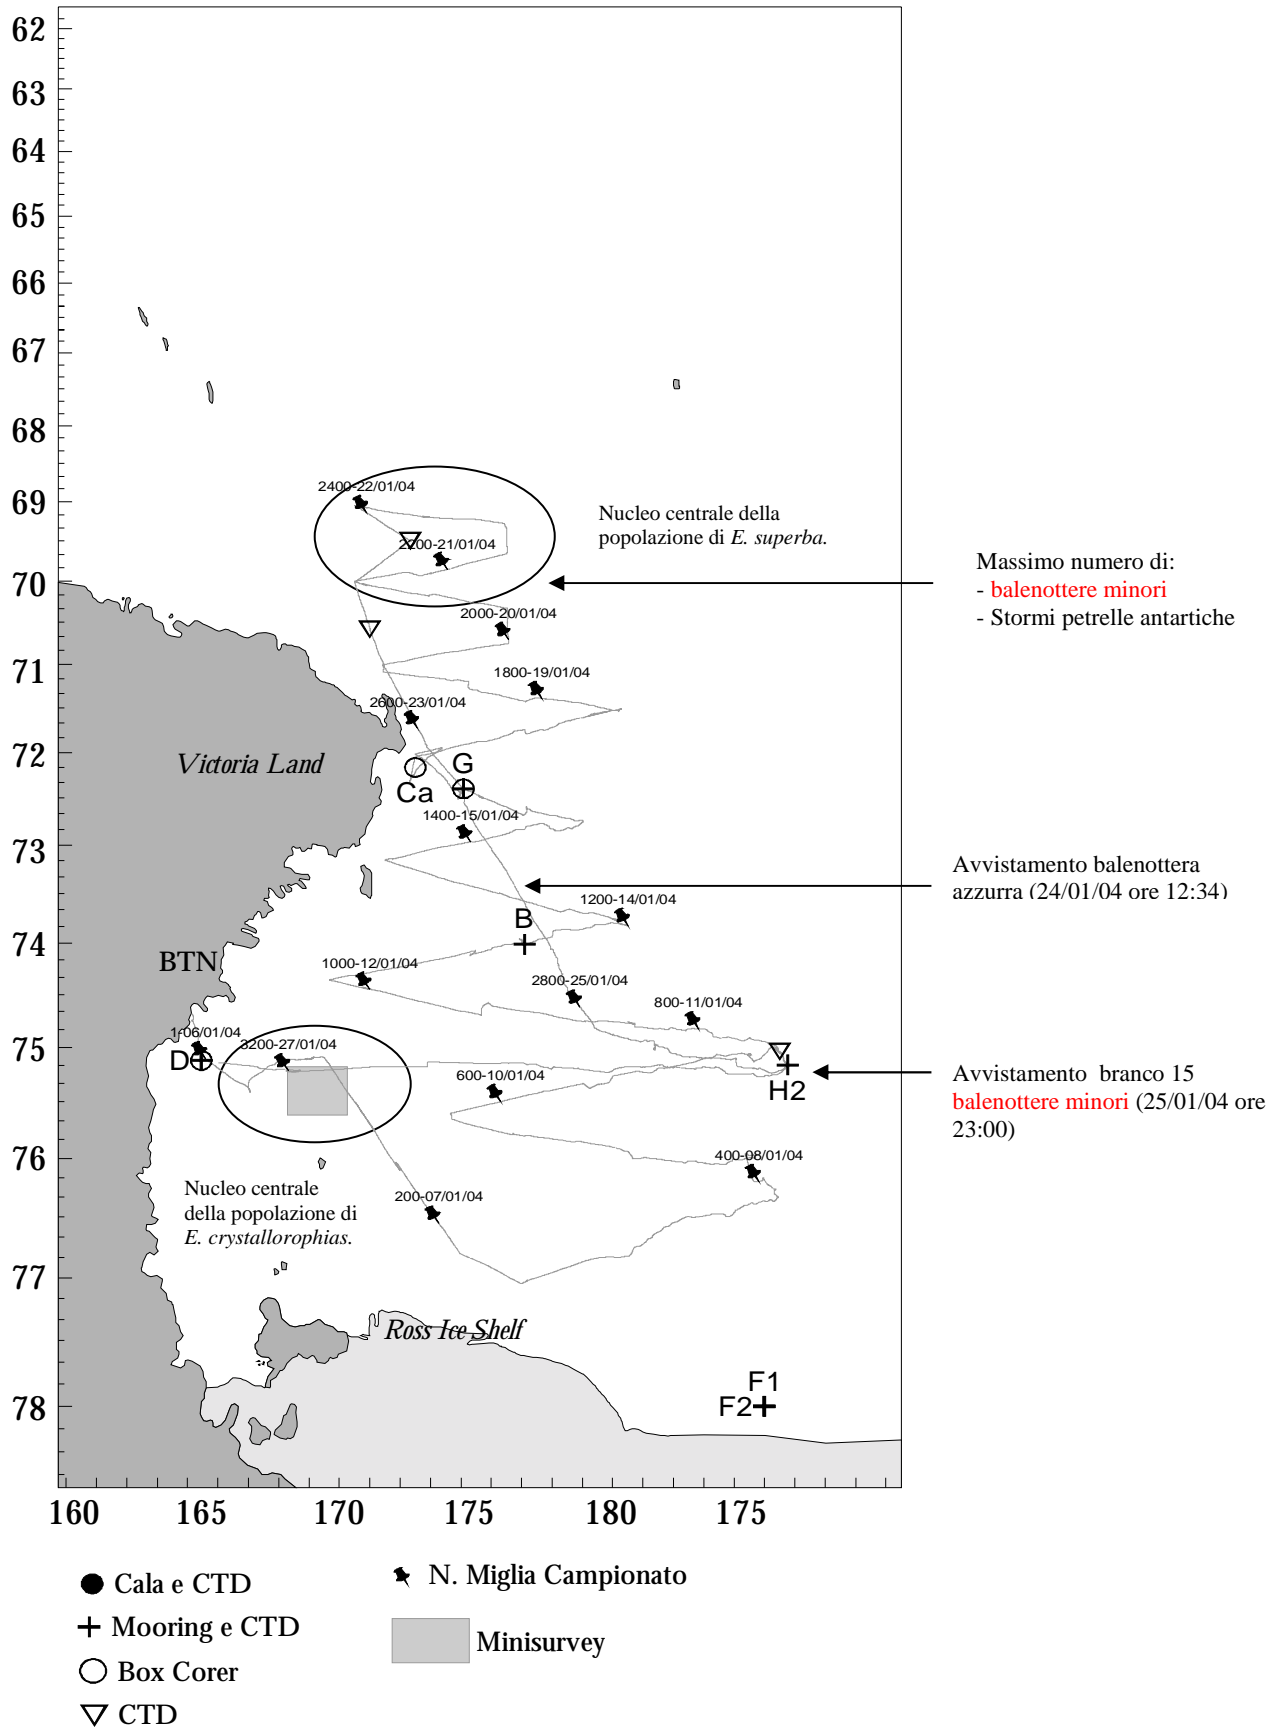 62
63
64
65
66
67
68
69
70
71
72
73
74
75
76
77
78
2400-22/01/04
2200-21/01/04
Nucleo centrale della
popolazione di E. superba.
Massimo numero di:
- balenottere minori
- Stormi petrelle antartiche
2000-20/01/04
1800-19/01/04
2600-23/01/04
Victoria Land
G
Ca
1400-15/01/04
Avvistamento balenottera
azzurra (24/01/04 ore 12:34)
1200-14/01/04
B
BTN
1000-12/01/04
2800-25/01/04
800-11/01/04
1-06/01/04
3200-27/01/04
D
600-10/01/04
H2
Avvistamento branco 15
balenottere minori (25/01/04 ore
23:00)
400-08/01/04
Nucleo centrale
della popolazione di
E. crystallorophias.
200-07/01/04
Ross Ice Shelf
F1
F2
160 165 170 175 180 175
Cala e CTD
Mooring e CTD
Box Corer
CTD
N. Miglia Campionato
Minisurvey